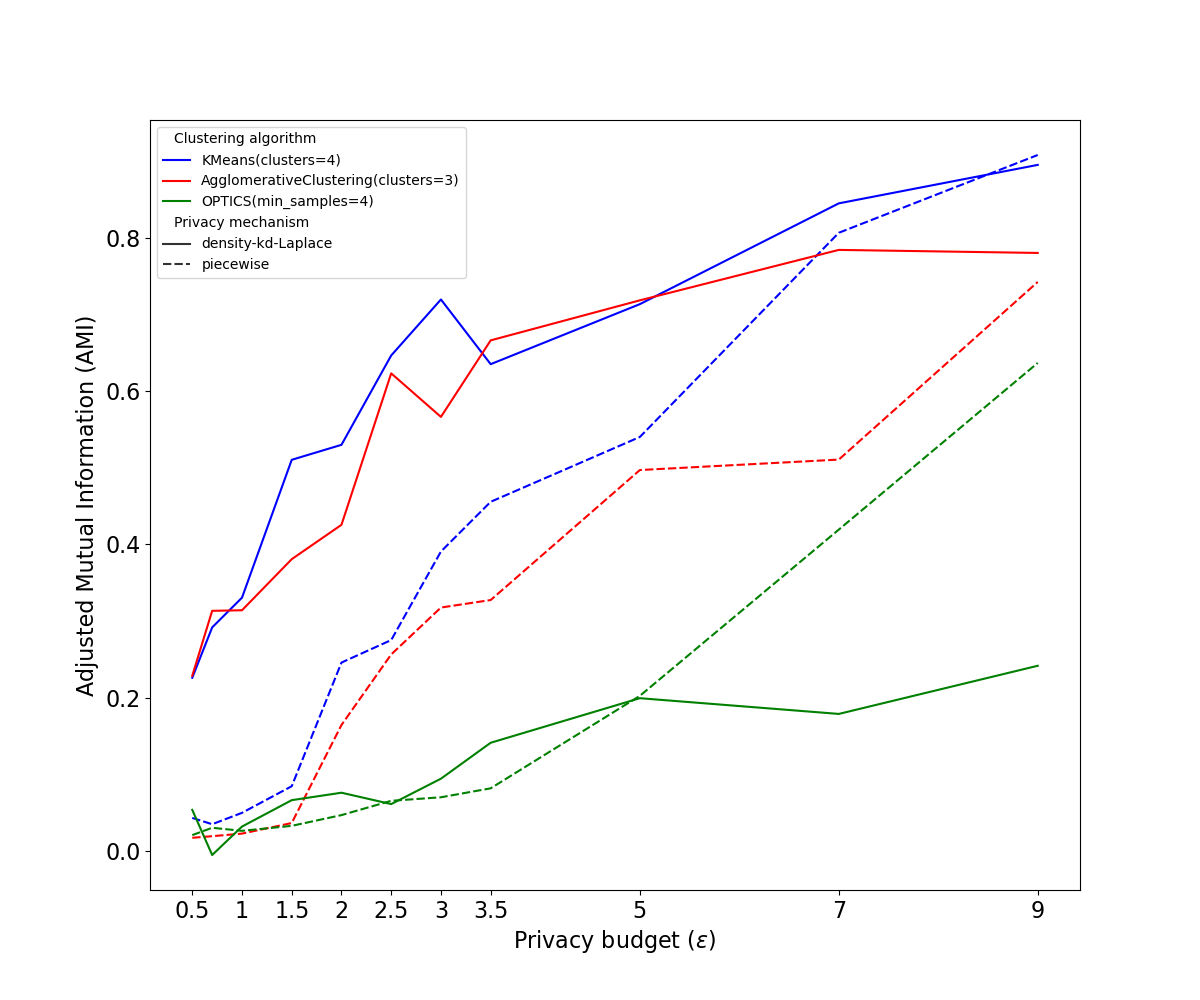 Clustering algorithm
KMeans(clusters=4)
AgglomerativeClustering(clusters=3)
OPTICS(min_samples=4)
Privacy mechanism
density-kd-Laplace
piecewise
Adjusted Mutual Information (AMI)
0.8
0.6
0.4
0.2
0.0
0.5 1 1.5 2 2.5 3 3.5 5 7 9
Privacy budget (ε)